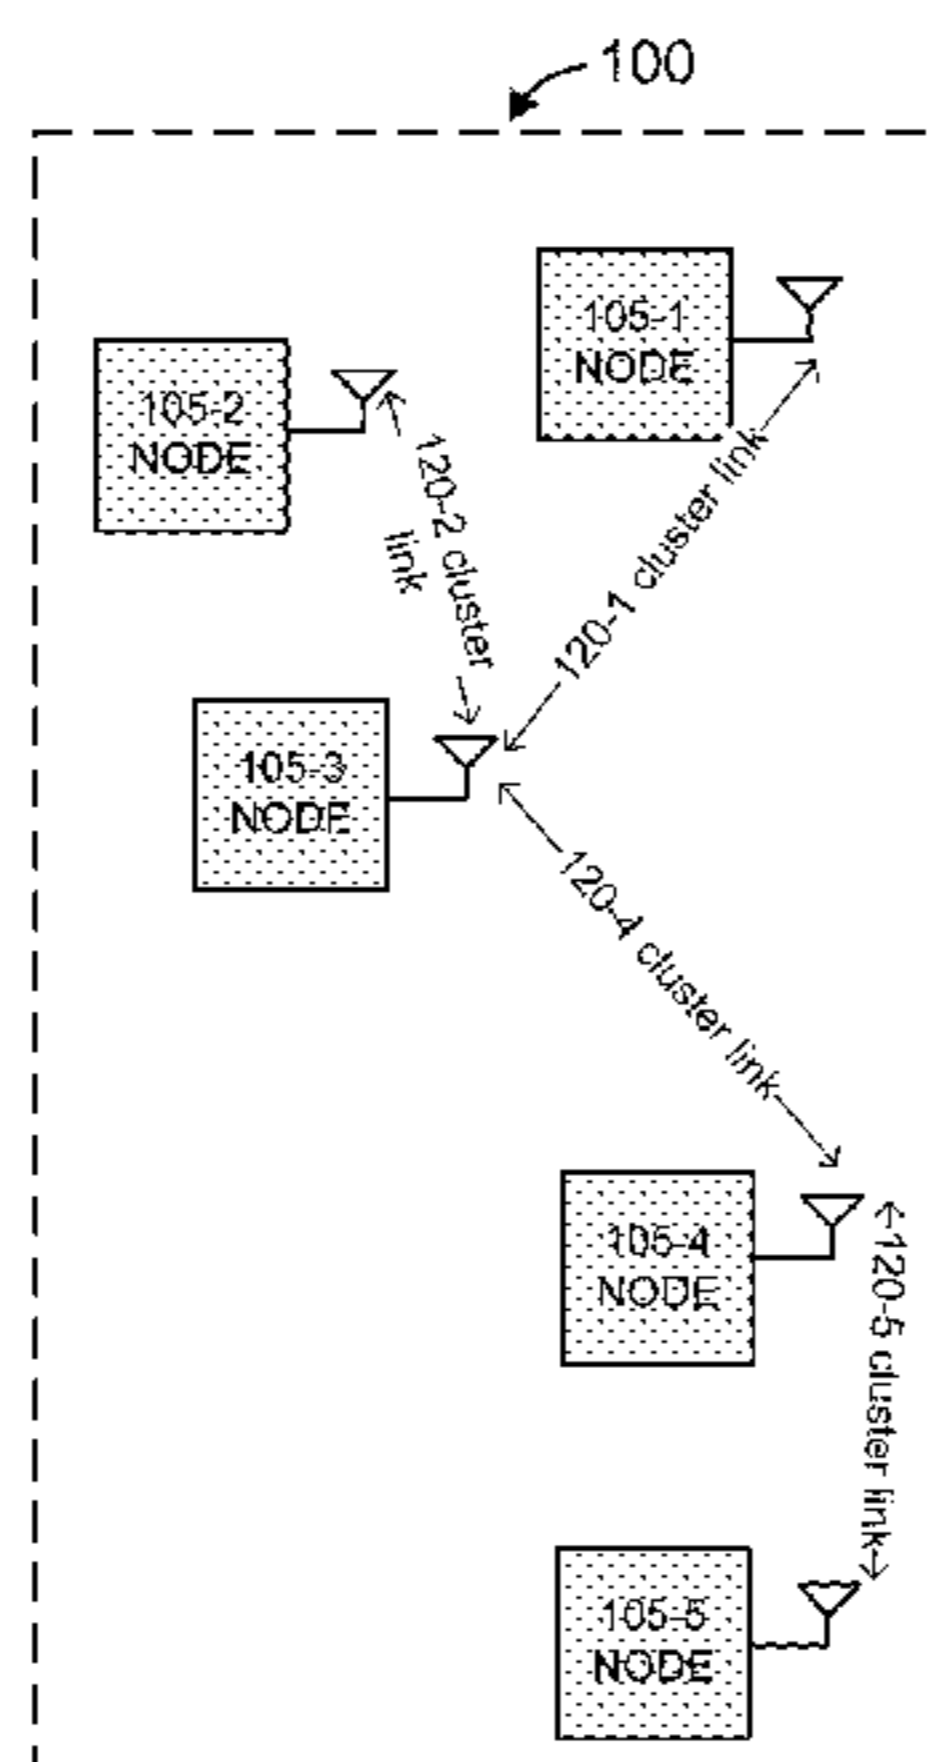 100
105-1
NODE
105-2
NODE
120-2 cluster
link
120-1 cluster link
105-3
NODE
120-4 cluster link
105-4
NODE
120-5 cluster link
105-5
NODE